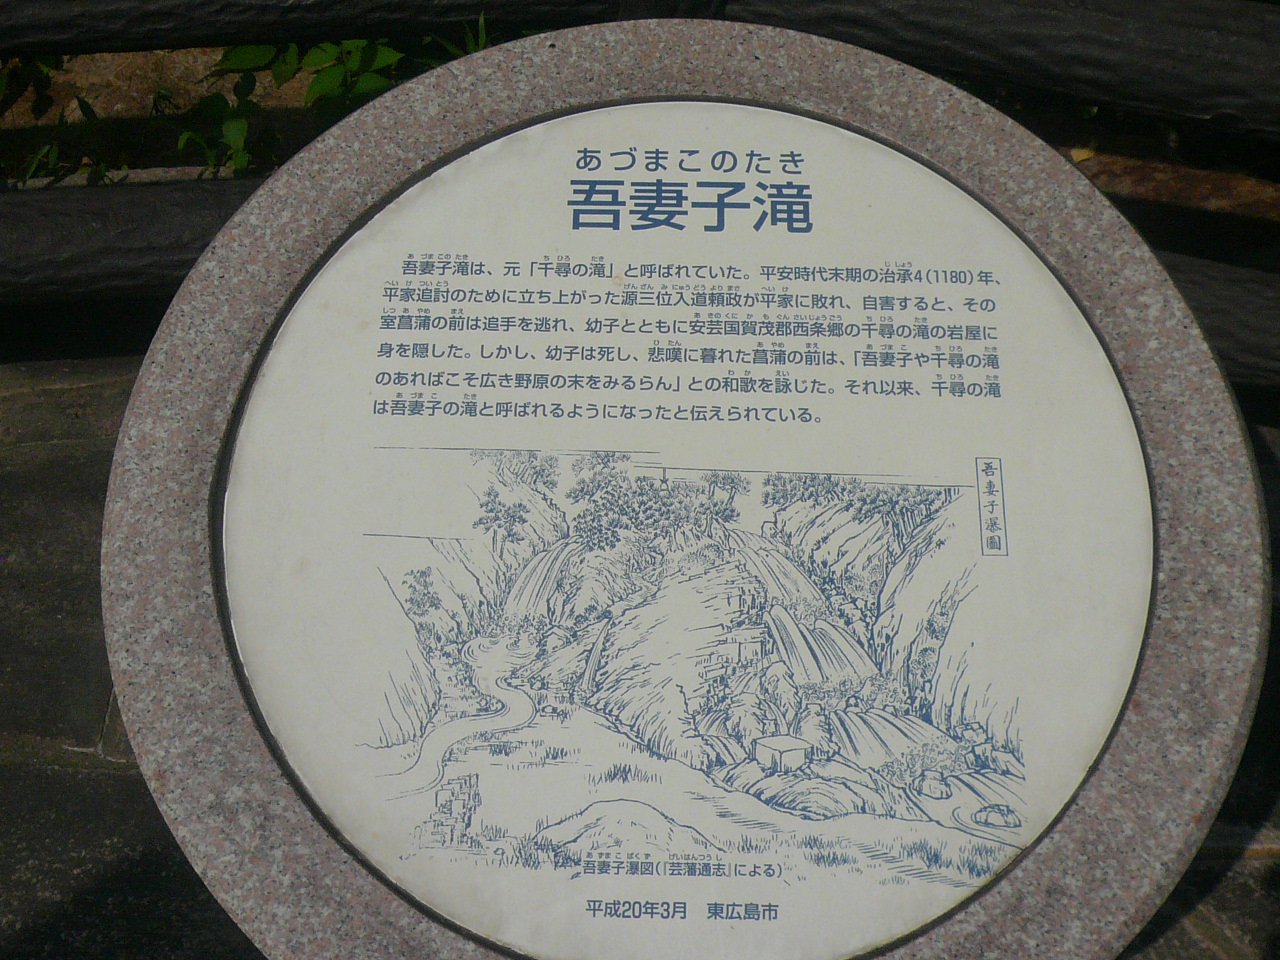 あづまこのたき
吾妻子滝
吾妻子滝は、元「千尋の滝」と呼ばれていた。平安時代末期の治承4(1180)年、
平家追討のために立ち上がった源三位入道頼政が平家に敗れ、自害すると、その
室菖蒲の前は追手を逃れ、幼子とともに安芸国賀茂郡西条郷の千尋の滝の岩屋に
身を隠した。しかし、幼子は死し、悲嘆に暮れた菖蒲の前は、「吾妻子や千尋の滝
のあればこそ広き野原の末をみるらん」との和歌を詠じた。それ以来、千尋の滝
は吾妻子の滝と呼ばれるようになったと伝えられている。
吾妻子瀑圖
吾妻子瀑図(『芸藩通志』による)
平成20年3月 東広島市